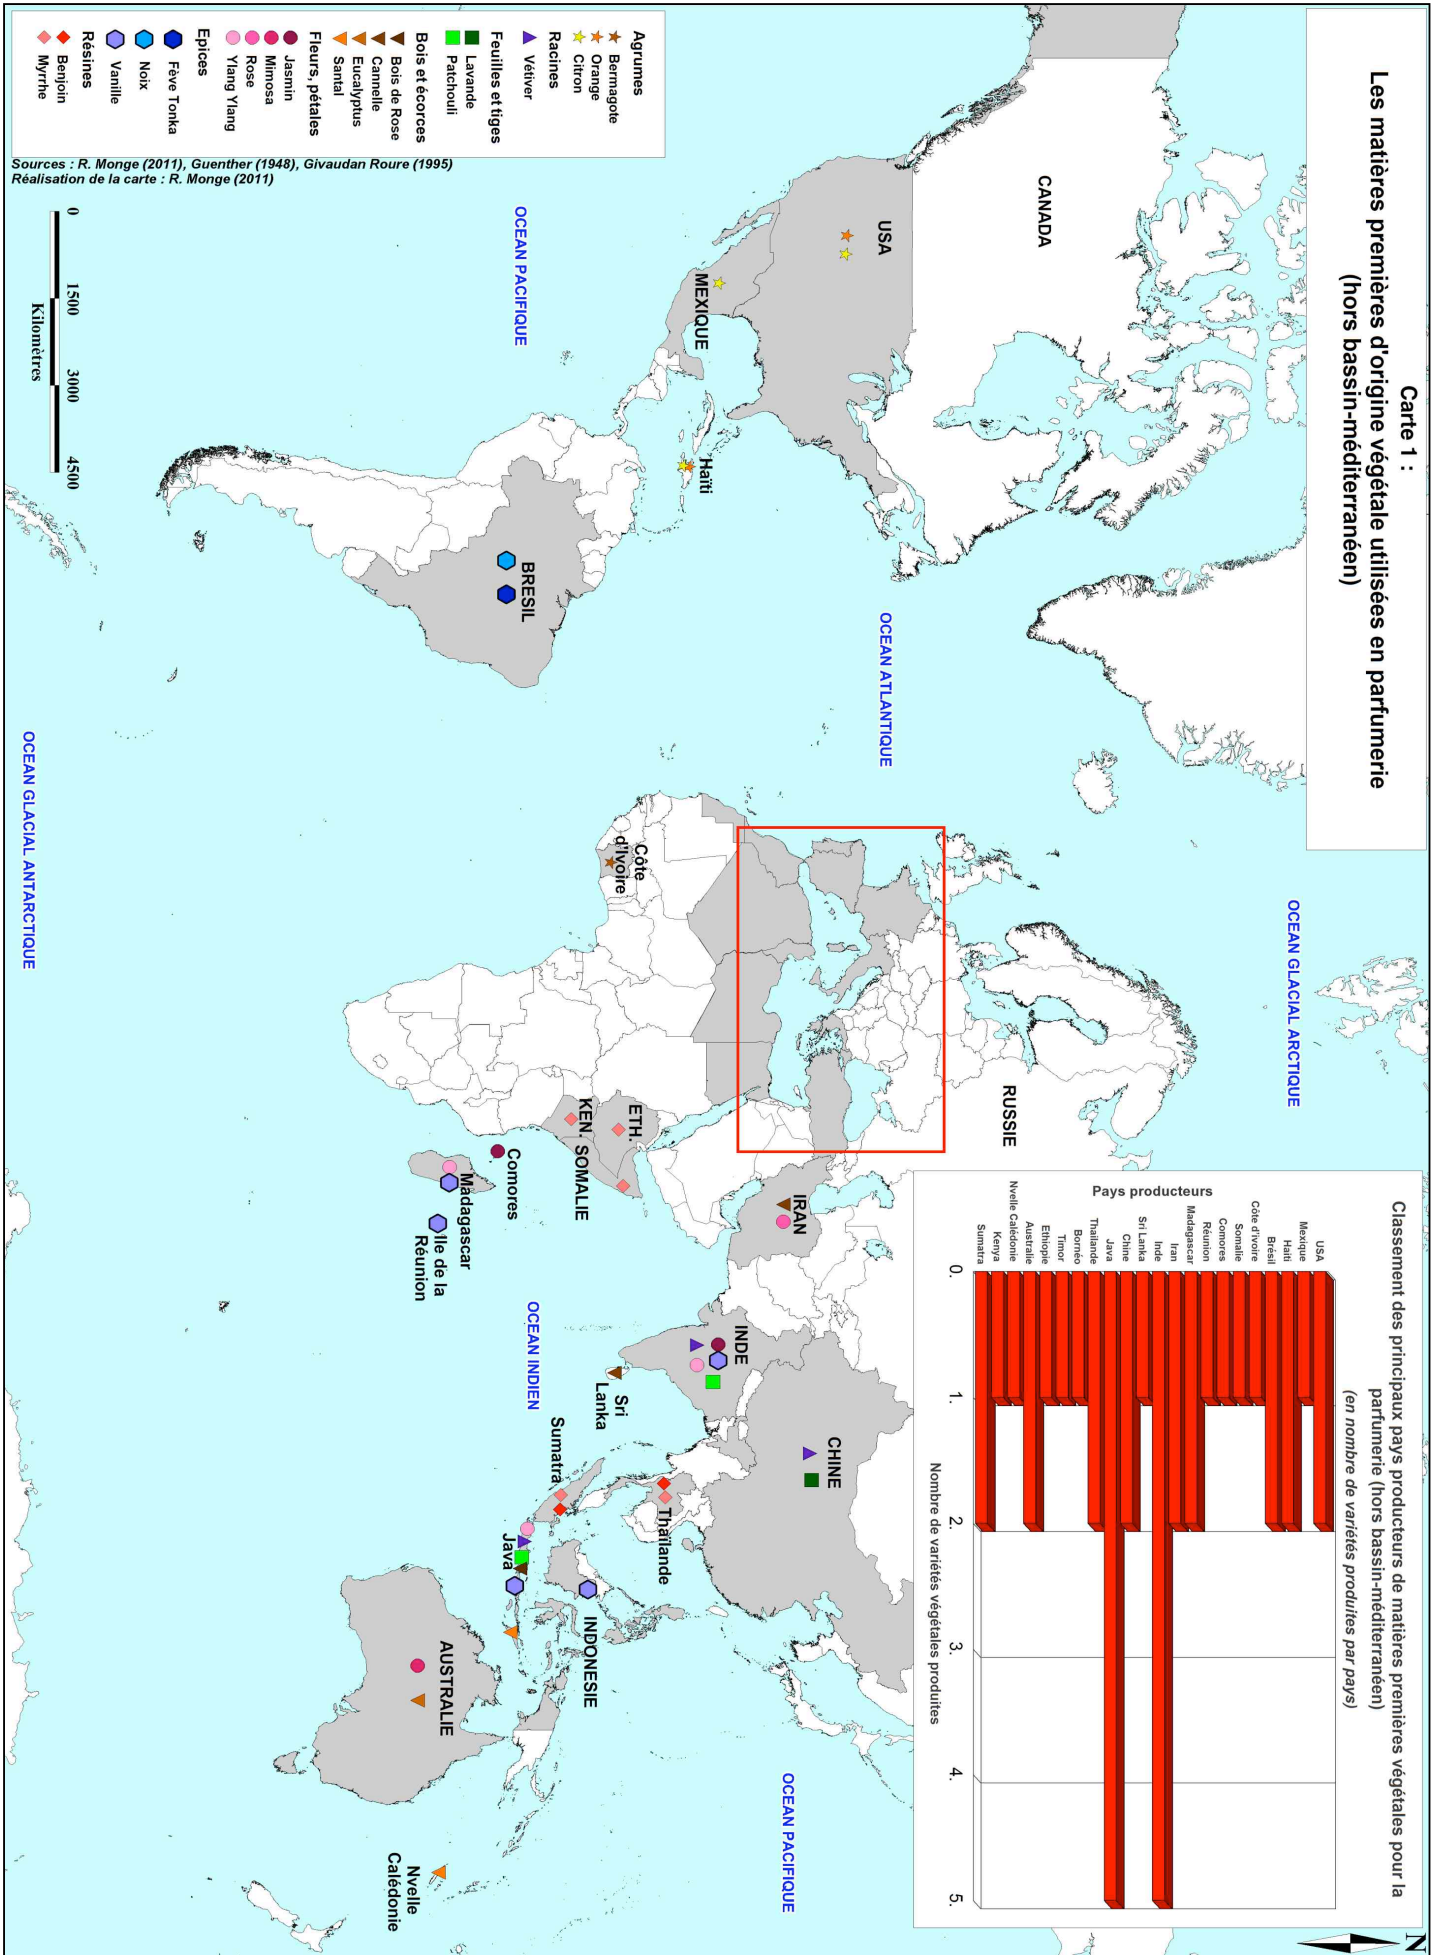 Carte 1 :
Les matières premières d'origine végétale utilisées en parfumerie
(hors bassin-méditerranéen)
OCEAN GLACIAL ARCTIQUE
CANADA
RUSSIE
USA
MEXIQUE
Haïti
OCEAN ATLANTIQUE
OCEAN PACIFIQUE
BRESIL
Côte
d'Ivoire
ETH.
KEN.
SOMALIE
Comores
Madagascar
Ile de la
Réunion
IRAN
INDE
Sri
Lanka
CHINE
Thaïlande
Sumatra
Java
INDONESIE
OCEAN INDIEN
AUSTRALIE
Nvelle
Calédonie
OCEAN PACIFIQUE
OCEAN GLACIAL ANTARCTIQUE
N
Classement des principaux pays producteurs de matières premières végétales pour la
parfumerie (hors bassin-méditerranéen)
(en nombre de variétés produites par pays)
Pays producteurs
USA
Mexique
Haiti
Brésil
Côte d'ivoire
Somalie
Comores
Réunion
Madagascar
Iran
Inde
Sri Lanka
Chine
Java
Thailande
Bornéo
Timor
Ethiopie
Australie
Nvelle Calédonie
Kenya
Sumatra
0. 1. 2. 3. 4. 5.
Nombre de variétés végétales produites
Agrumes
Bermagote
Orange
Citron
Racines
Vétiver
Feuilles et tiges
Lavande
Patchouli
Bois et écorces
Bois de Rose
Cannelle
Eucalyptus
Santal
Fleurs, pétales
Jasmin
Mimosa
Rose
Ylang Ylang
Epices
Fève Tonka
Noix
Vanille
Résines
Benjoin
Myrrhe
Sources : R. Monge (2011), Guenther (1948), Givaudan Roure (1995)
Réalisation de la carte : R. Monge (2011)
0 1500 3000 4500
Kilomètres